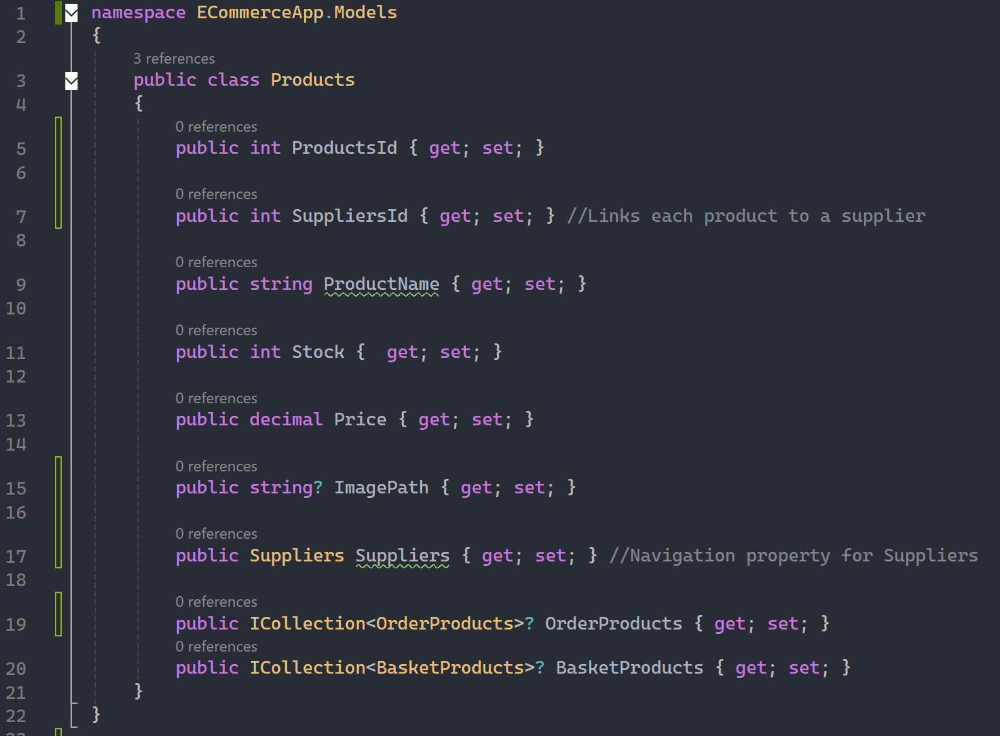 1 namespace ECommerceApp.Models
2 {
3 references
3 public class Products
4 {
0 references
5 public int ProductsId { get; set; }
6
0 references
7 public int SuppliersId { get; set; } //Links each product to a supplier
8
0 references
9 public string ProductName { get; set; }
10
0 references
11 public int Stock {  get; set; }
12
0 references
13 public decimal Price { get; set; }
14
0 references
15 public string? ImagePath { get; set; }
16
0 references
17 public Suppliers Suppliers { get; set; } //Navigation property for Suppliers
18
0 references
19 public ICollection<OrderProducts>? OrderProducts { get; set; }
0 references
20 public ICollection<BasketProducts>? BasketProducts { get; set; }
21 }
22 }